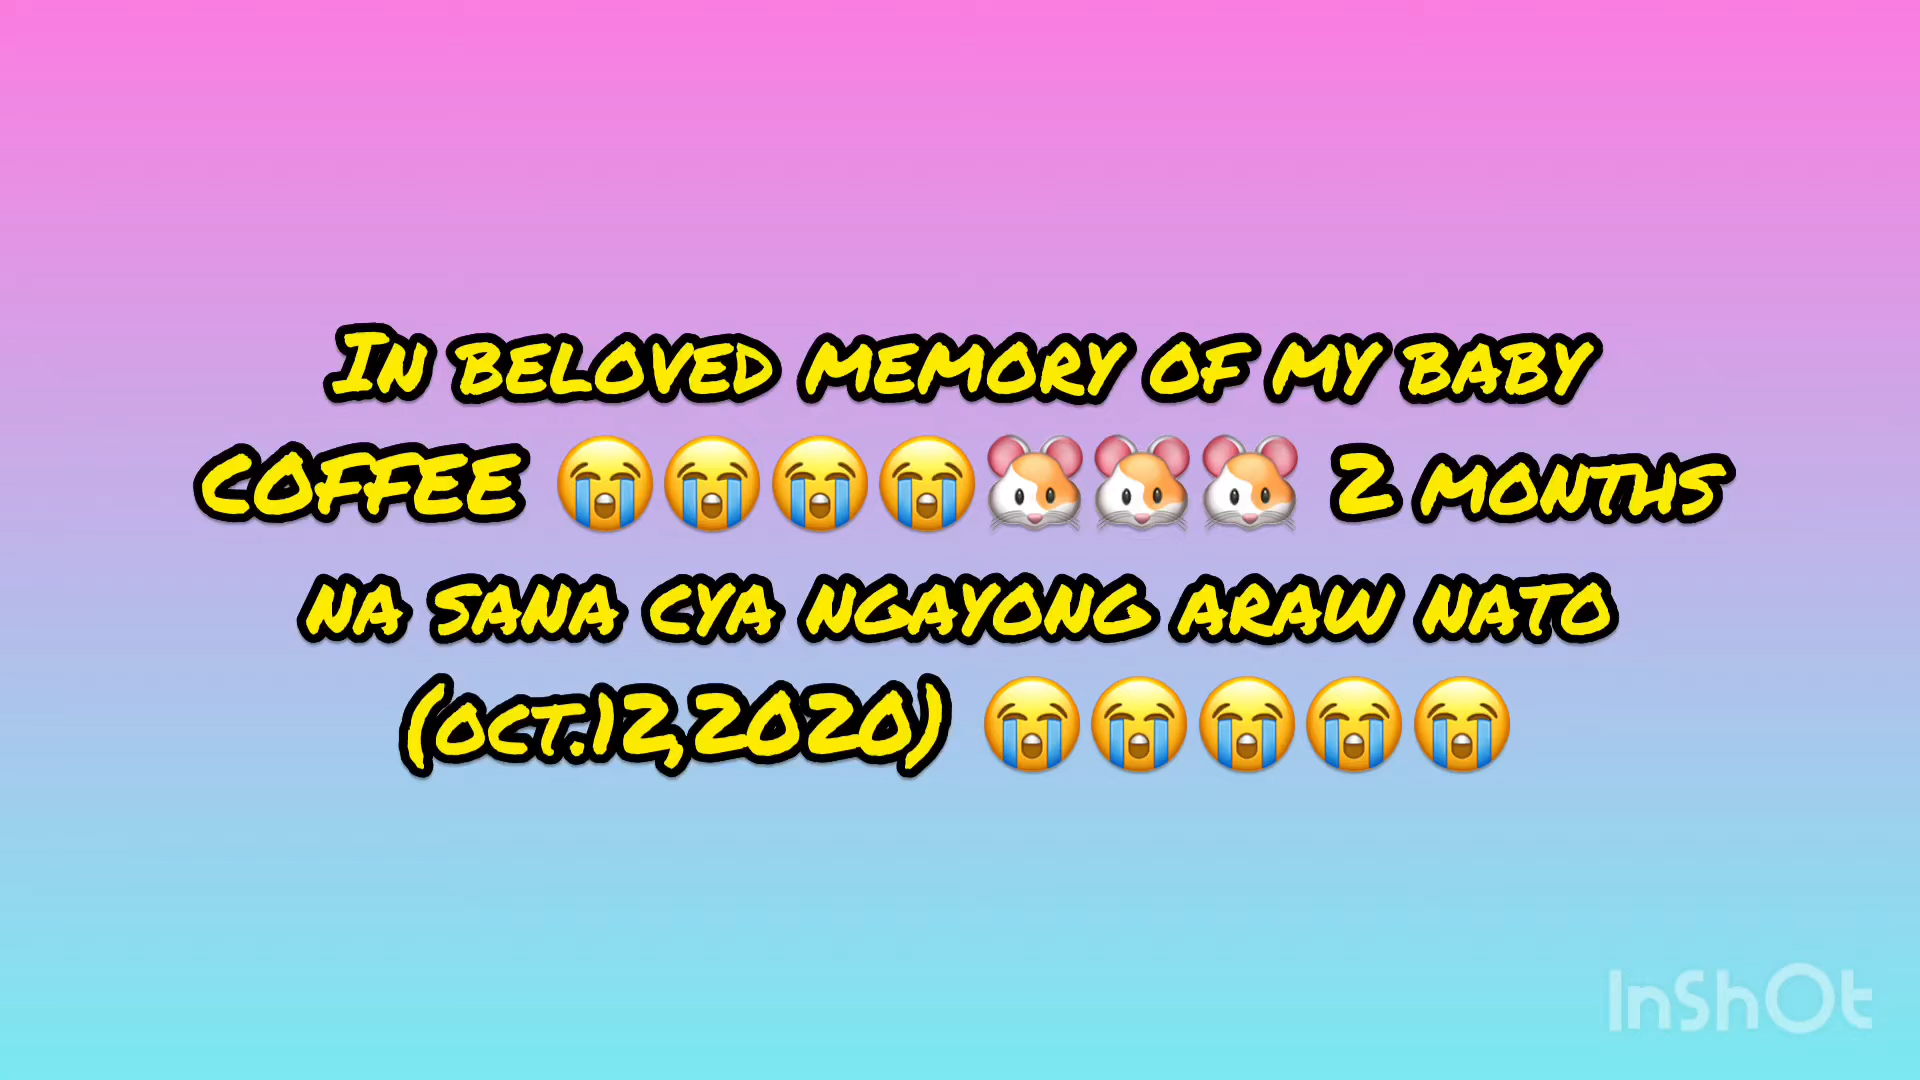 In beloved memory of my baby
coffee 😭😭😭😭🐹🐹🐹 2 months
na sana cya ngayong araw nato
(oct.12,2020) 😭😭😭😭😭
InShOt